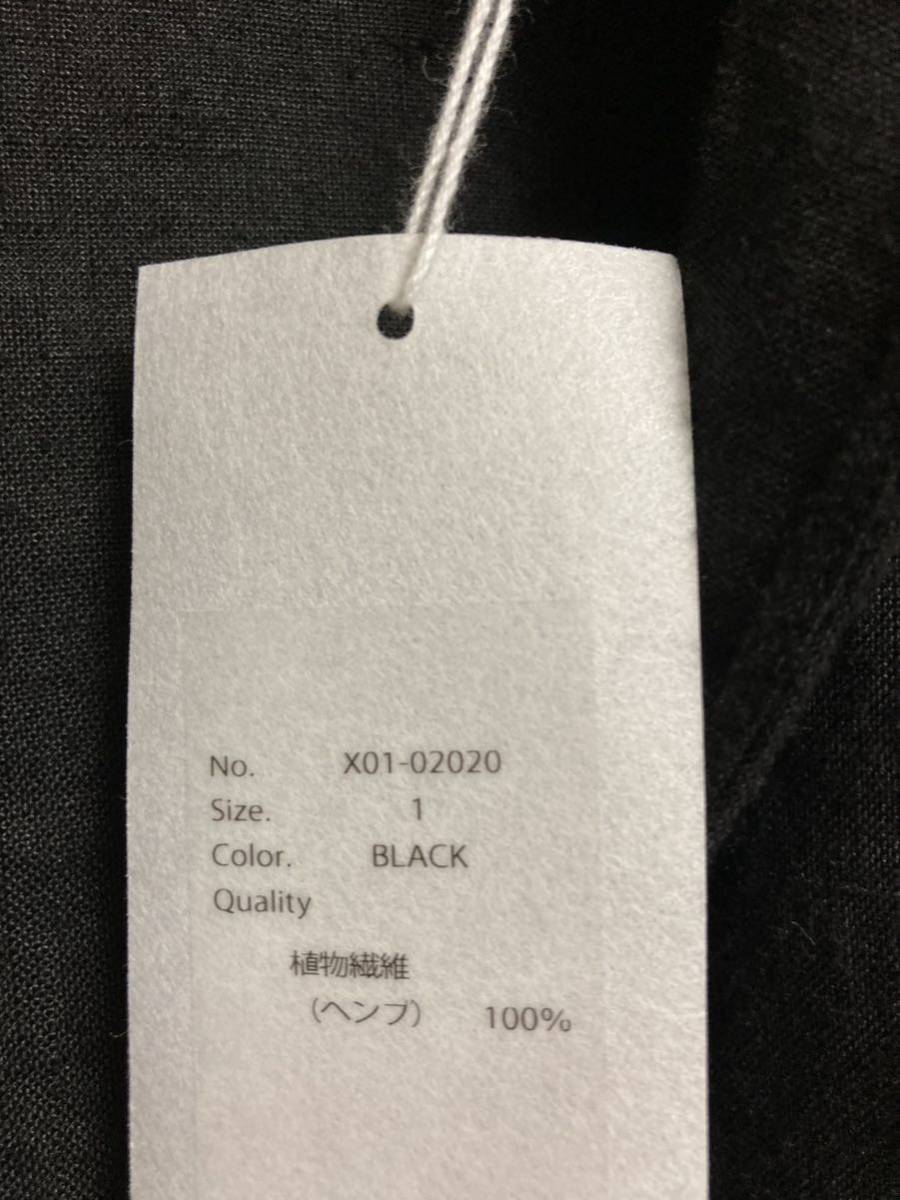 No. X01-02020
Size. 1
Color. BLACK
Quality
植物繊維
（ヘンプ） 100%